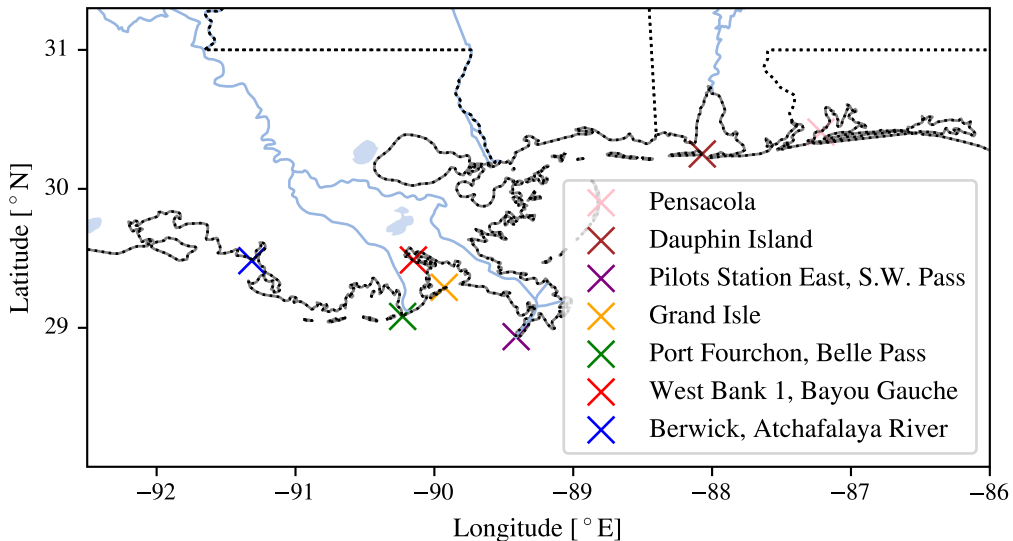 31
30
29
Latitude [°N]
Pensacola
Dauphin Island
Pilots Station East, S.W. Pass
Grand Isle
Port Fourchon, Belle Pass
West Bank 1, Bayou Gauche
Berwick, Atchafalaya River
−92 −91 −90 −89 −88 −87 −86
Longitude [°E]